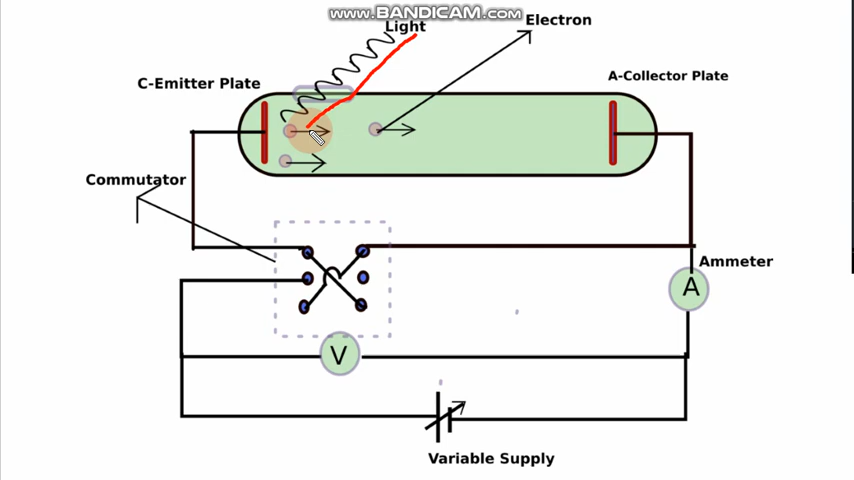 www.BANDICAM.com
Light
Electron
C-Emitter Plate
A-Collector Plate
Commutator
Ammeter
A
V
Variable Supply